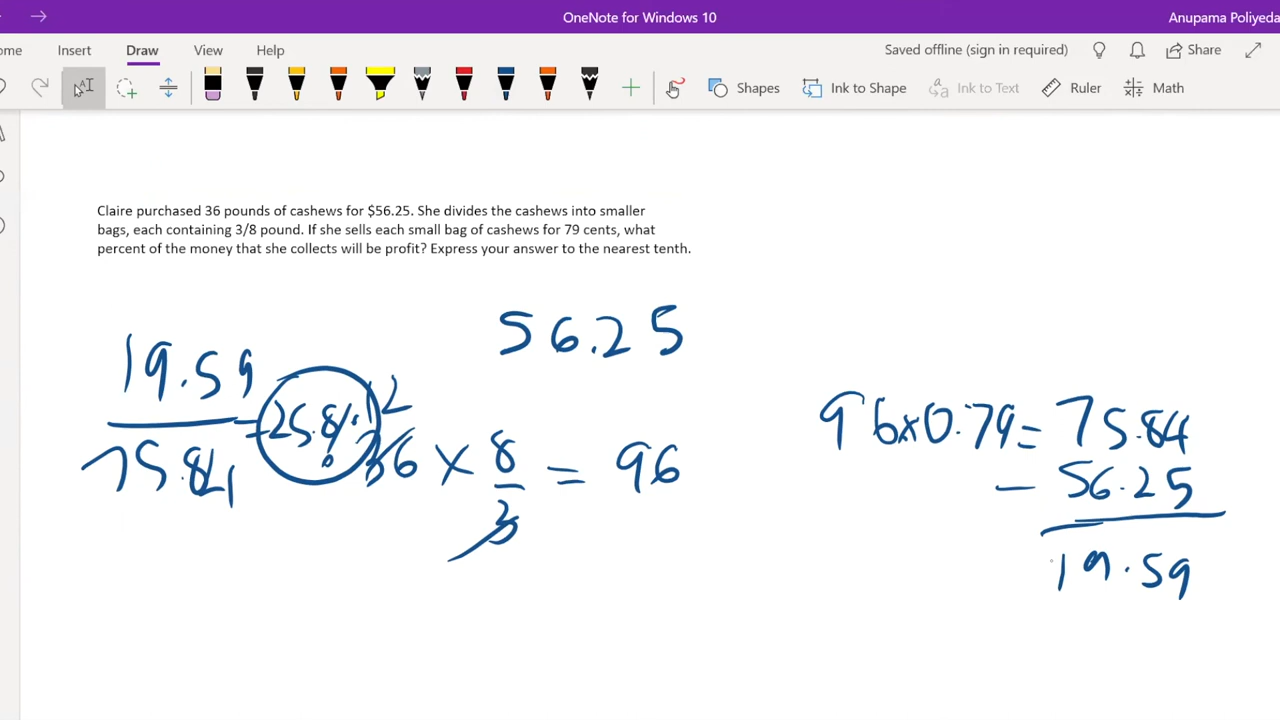 OneNote for Windows 10
Anupama Poliyeda
ome Insert Draw View Help
Saved offline (sign in required) Share
Shapes Ink to Shape Ink to Text Ruler Math
Claire purchased 36 pounds of cashews for $56.25. She divides the cashews into smaller
bags, each containing 3/8 pound. If she sells each small bag of cashews for 79 cents, what
percent of the money that she collects will be profit? Express your answer to the nearest tenth.
56.25
19.59
75.84
= 25.8%
12
36 × 8/3 = 96
96x0.79= 75.84
- 56.25
19.59